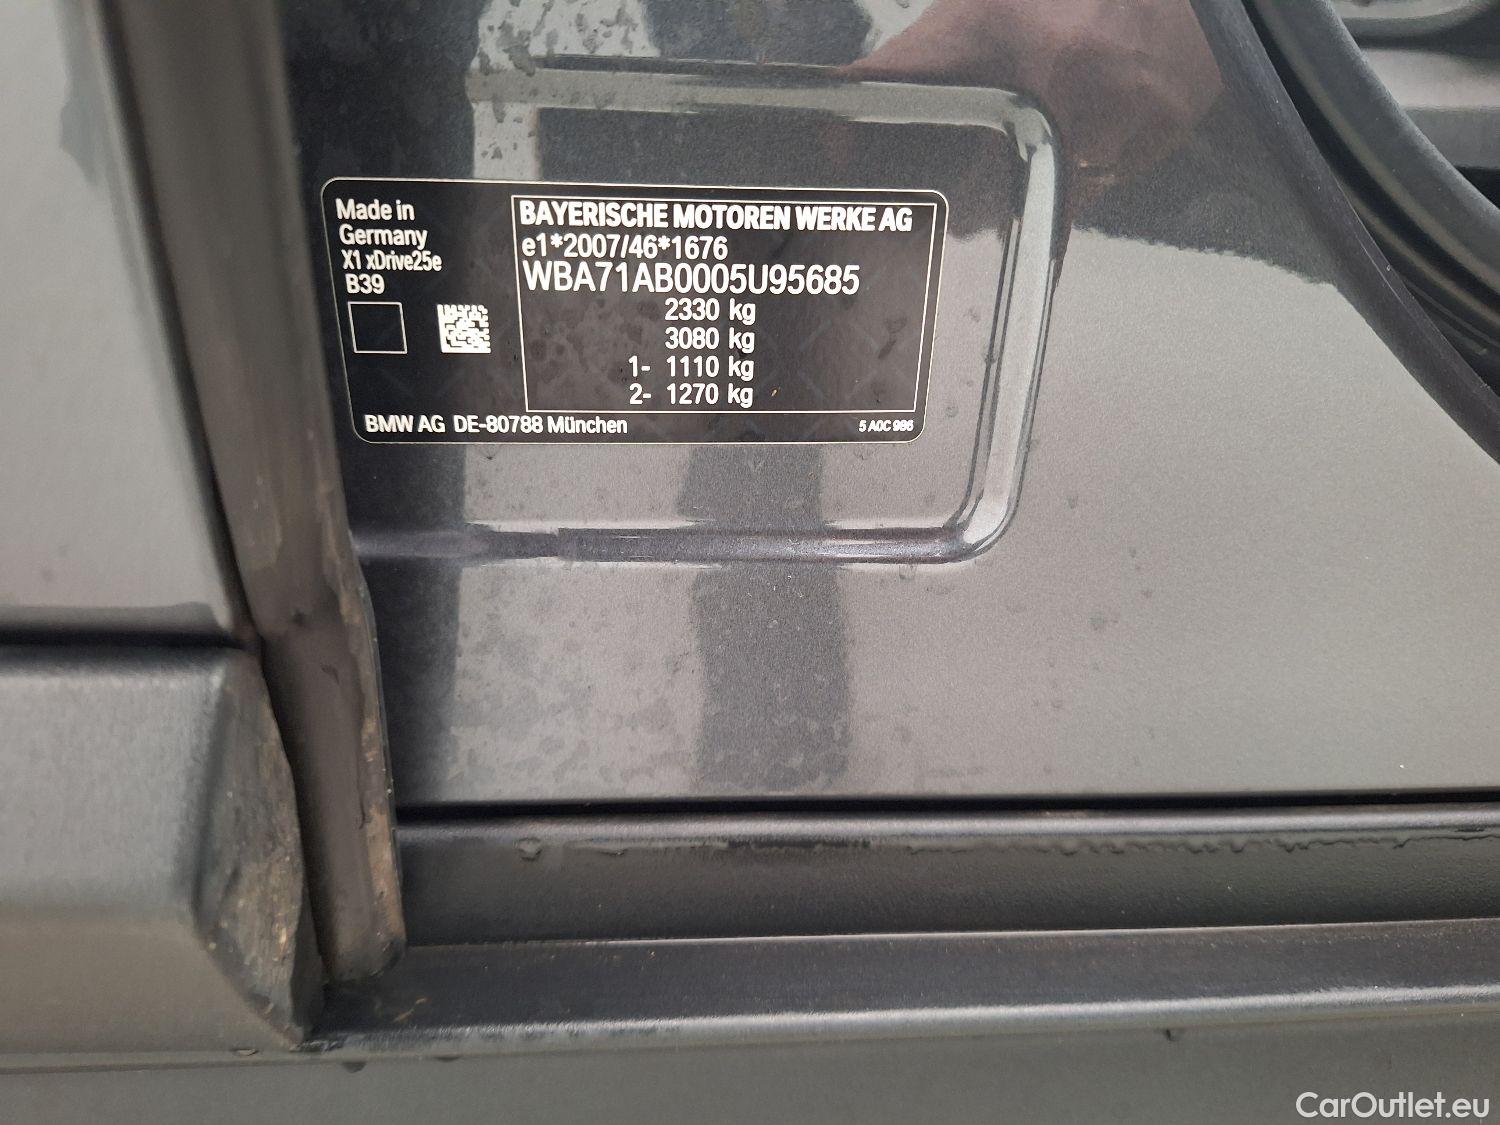 Made in
Germany
X1 xDrive25e
B39
BAYERISCHE MOTOREN WERKE AG
e1*2007/46*1676
WBA71AB0005U95685
2330 kg
3080 kg
1- 1110 kg
2- 1270 kg
BMW AG DE-80788 München
5 A0C 986
CarOutlet.eu